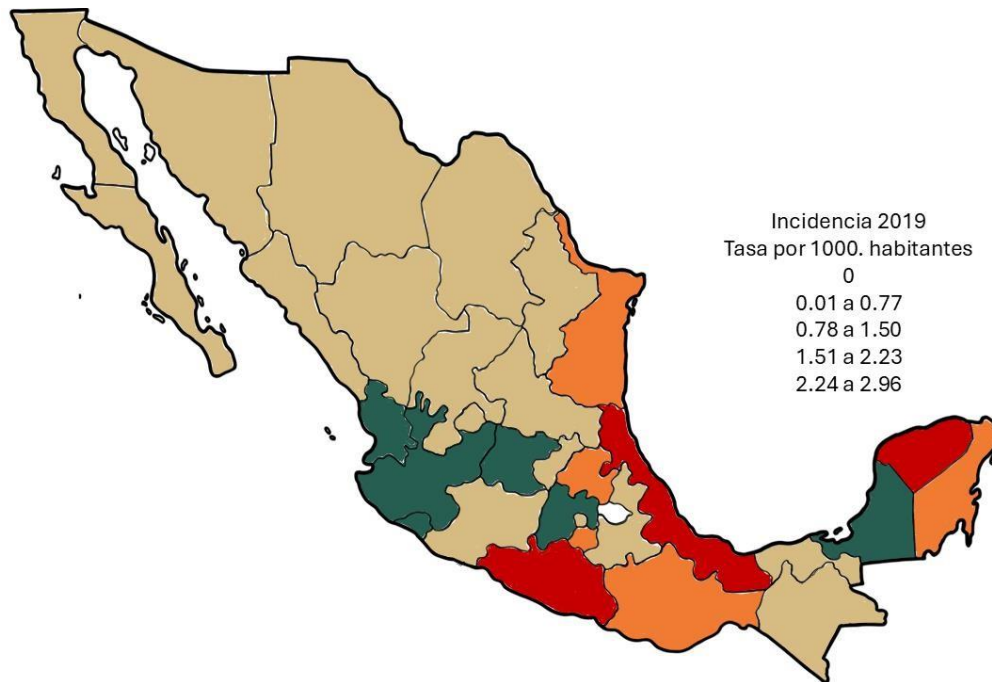 Incidencia 2019
Tasa por 1000. habitantes
0
0.01 a 0.77
0.78 a 1.50
1.51 a 2.23
2.24 a 2.96